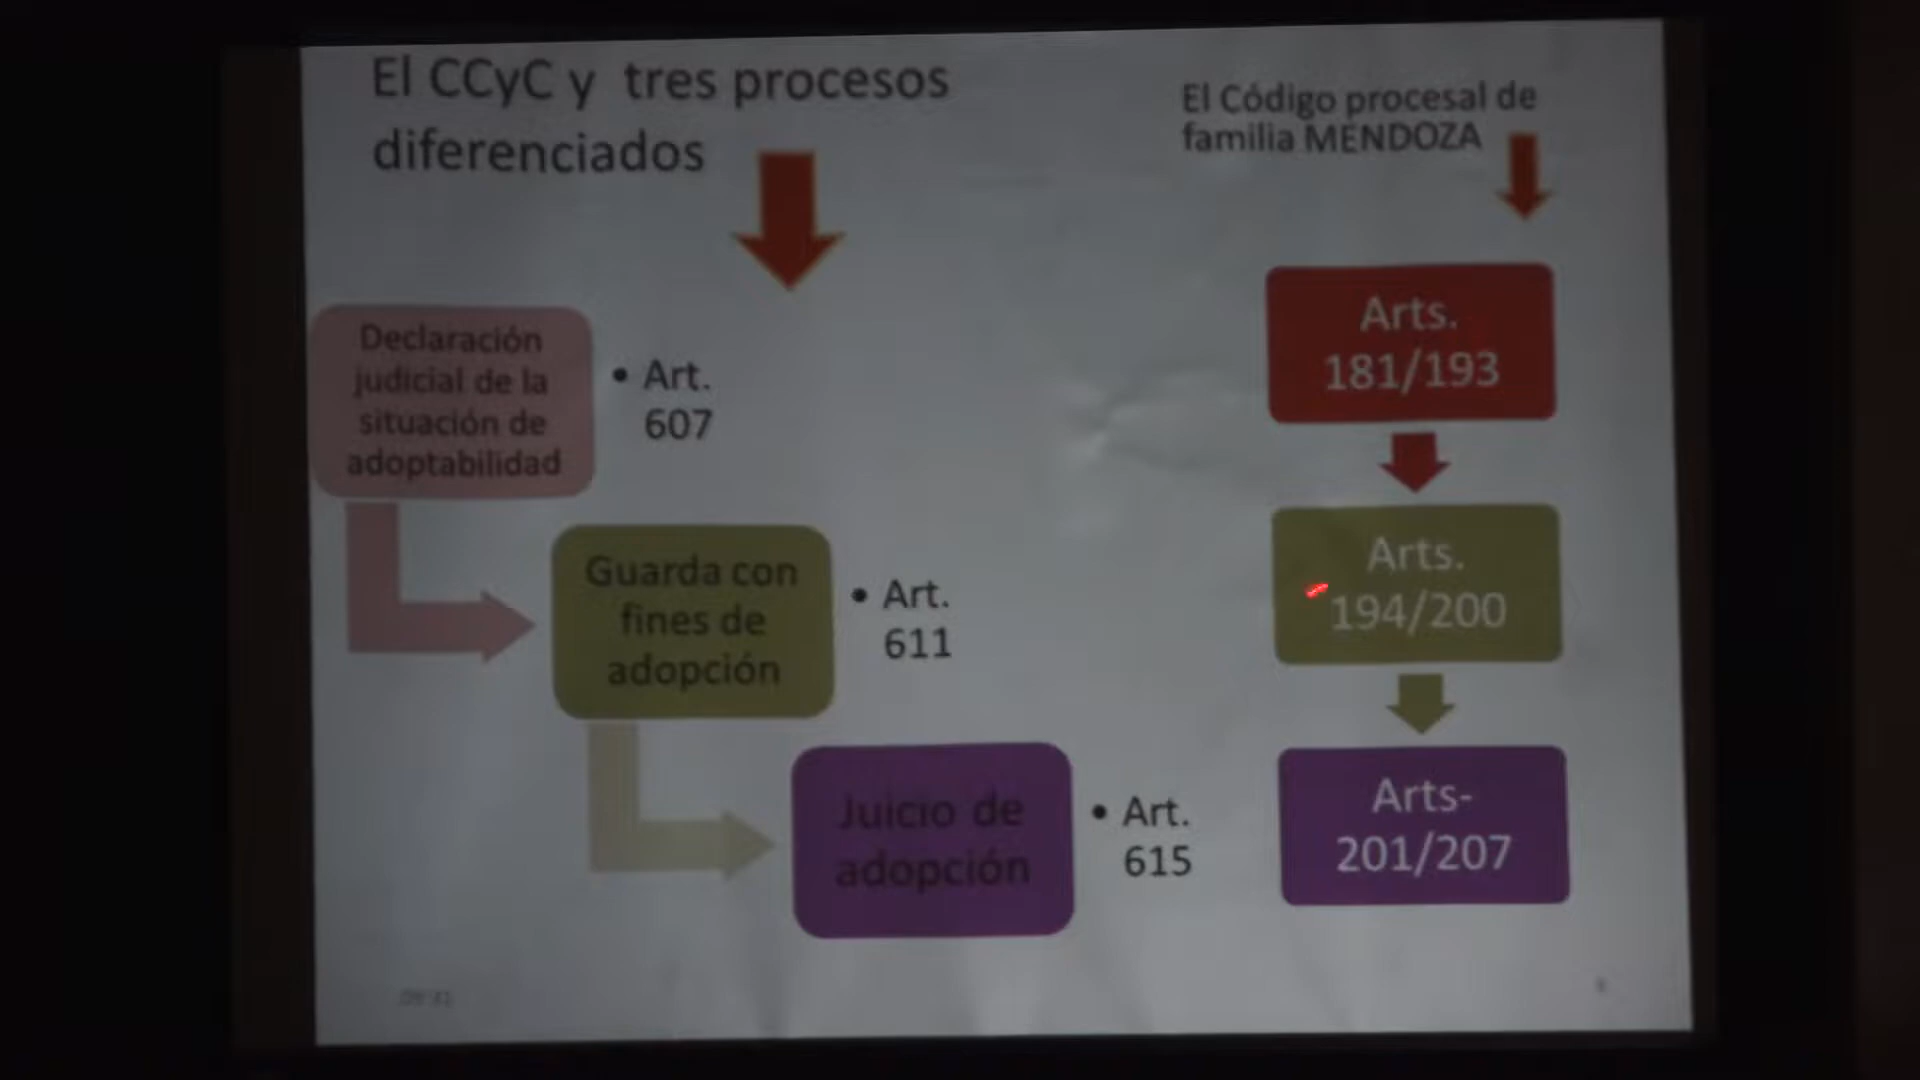 El CCyC y tres procesos
diferenciados
El Código procesal de
familia MENDOZA
Declaración
judicial de la
situación de
adoptabilidad
• Art.
607
Guarda con
fines de
adopción
• Art.
611
Juicio de
adopción
• Art.
615
Arts.
181/193
Arts.
194/200
Arts-
201/207